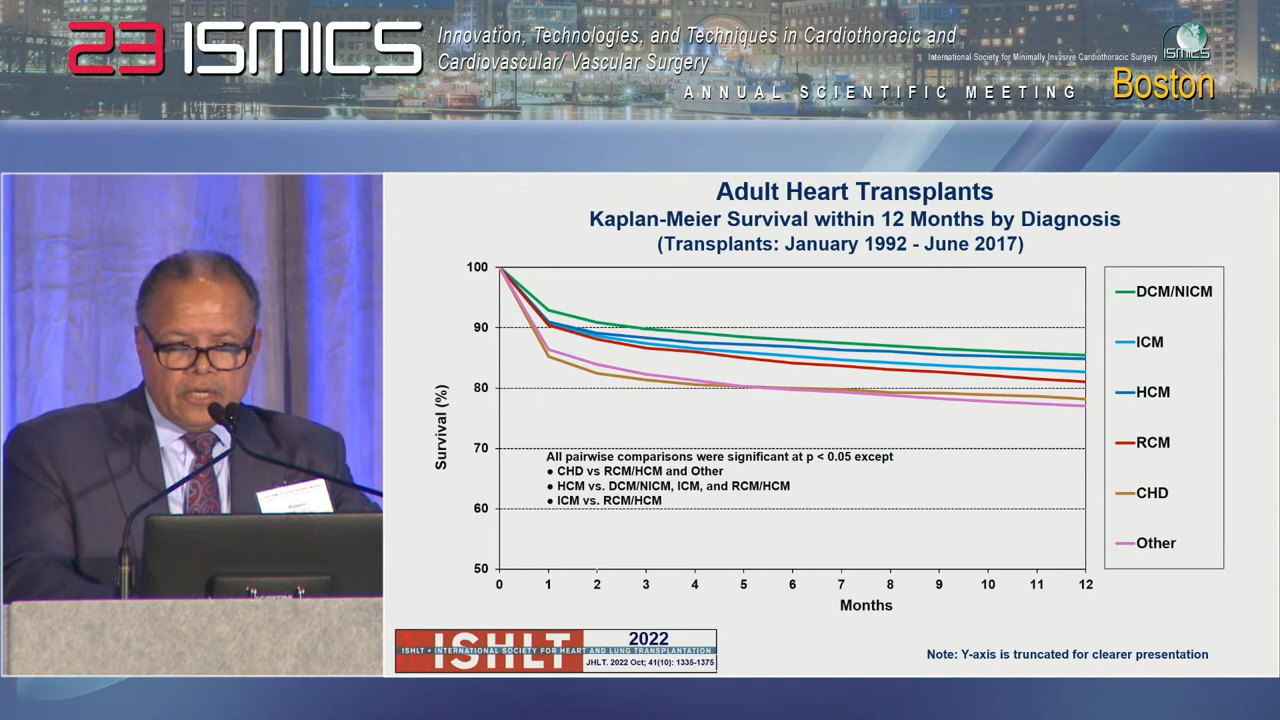 23 ISMICS
Innovation, Technologies, and Techniques in Cardiothoracic and
Cardiovascular/ Vascular Surgery
International Society for Minimally Invasive Cardiothoracic Surgery
ISMICS
ANNUAL SCIENTIFIC MEETING
Boston
Adult Heart Transplants
Kaplan-Meier Survival within 12 Months by Diagnosis
(Transplants: January 1992 - June 2017)
Survival (%)
100
90
80
70
60
50
All pairwise comparisons were significant at p < 0.05 except
● CHD vs RCM/HCM and Other
● HCM vs. DCM/NICM, ICM, and RCM/HCM
● ICM vs. RCM/HCM
0 1 2 3 4 5 6 7 8 9 10 11 12
Months
DCM/NICM
ICM
HCM
RCM
CHD
Other
ISHLT
ISHLT • INTERNATIONAL SOCIETY FOR HEART AND LUNG TRANSPLANTATION
2022
JHLT. 2022 Oct; 41(10): 1335-1375
Note: Y-axis is truncated for clearer presentation